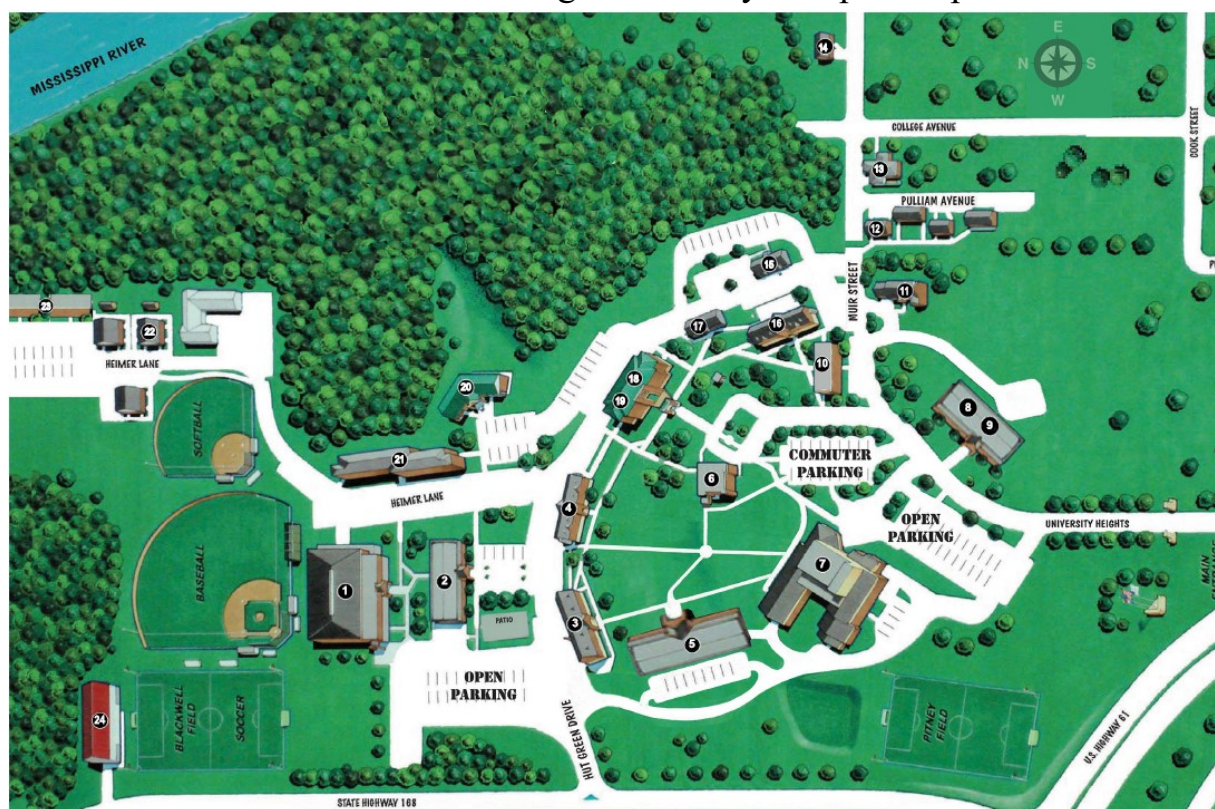 MISSISSIPPI RIVER
14
E
N
S
W
COLLEGE AVENUE
COOK STREET
13
PULLIAM AVENUE
12
15
11
MUIR STREET
23
22
HEIMER LANE
17
16
18
10
20
19
SOFTBALL
8
9
21
COMMUTER
PARKING
HEIMER LANE
6
4
OPEN
PARKING
UNIVERSITY HEIGHTS
MAIN
BASEBALL
1
2
7
3
PATIO
5
OPEN
PARKING
24
BLACKWELL
FIELD
SOCCER
HUT GREEN DRIVE
PITNEY
FIELD
U.S. HIGHWAY 61
STATE HIGHWAY 168